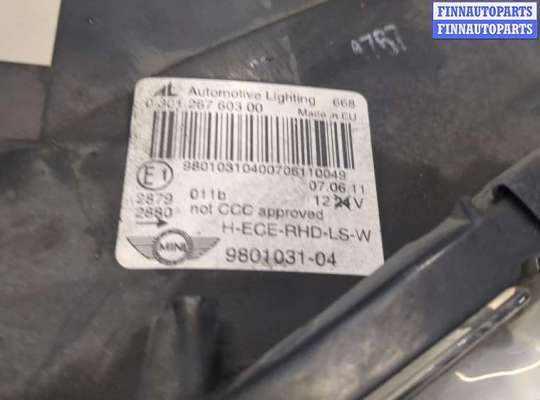 FINNAUTOPARTS
FINNAUTOPARTS
AL Automotive Lighting 668
0 301 267 603 00 Made in EU
98010310400706110049
07.06.11
E1 011b 12 24 V
2879
2880 not CCC approved
H-ECE-RHD-LS-W
MINI 9801031-04